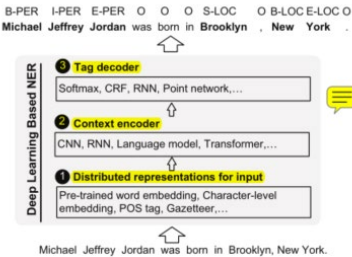 B-PER I-PER E-PER O O O S-LOC O B-LOC E-LOC O
Michael Jeffrey Jordan was born in Brooklyn , New York .
Deep Learning Based NER
3 Tag decoder
Softmax, CRF, RNN, Point network,...
2 Context encoder
CNN, RNN, Language model, Transformer,...
1 Distributed representations for input
Pre-trained word embedding, Character-level
embedding, POS tag, Gazetteer,...
Michael Jeffrey Jordan was born in Brooklyn, New York.